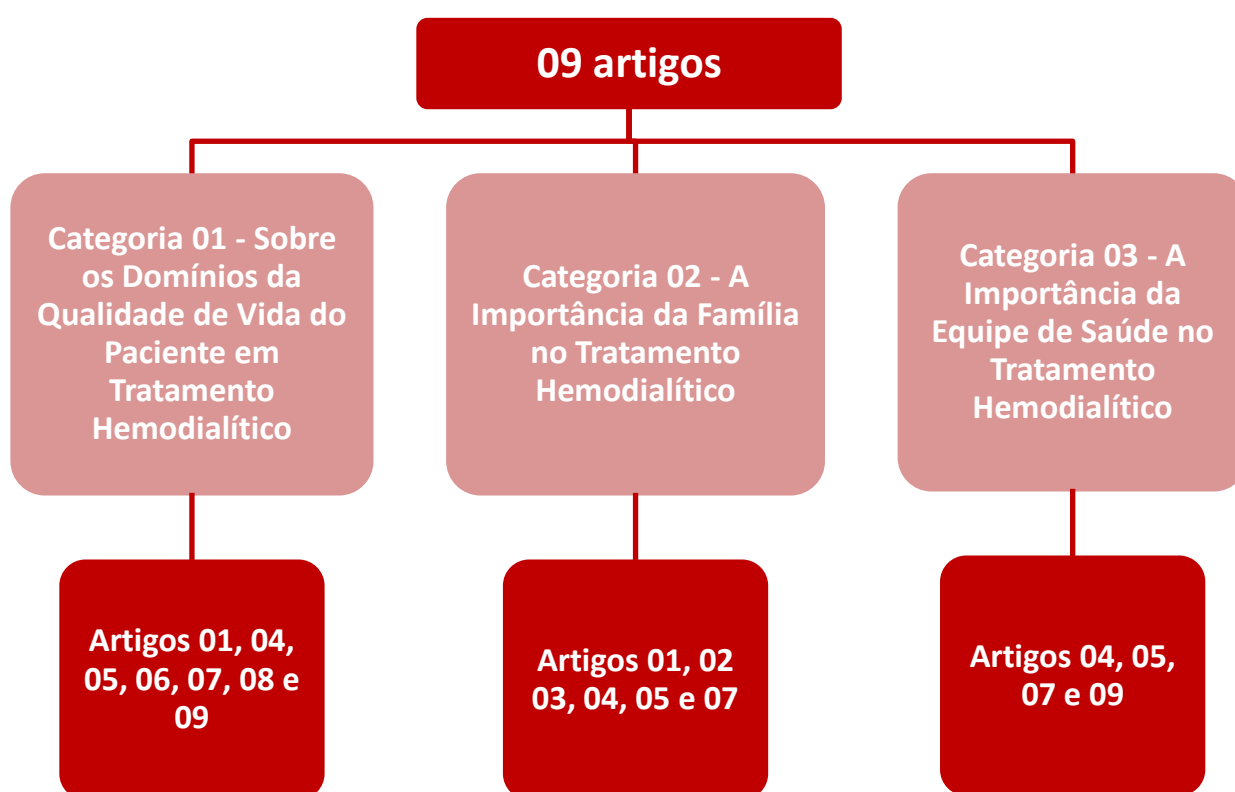 09 artigos
Categoria 01 - Sobre
os Domínios da
Qualidade de Vida do
Paciente em
Tratamento
Hemodialítico
Categoria 02 - A
Importância da Família
no Tratamento
Hemodialítico
Categoria 03 - A
Importância da
Equipe de Saúde no
Tratamento
Hemodialítico
Artigos 01, 04,
05, 06, 07, 08 e
09
Artigos 01, 02
03, 04, 05 e 07
Artigos 04, 05,
07 e 09